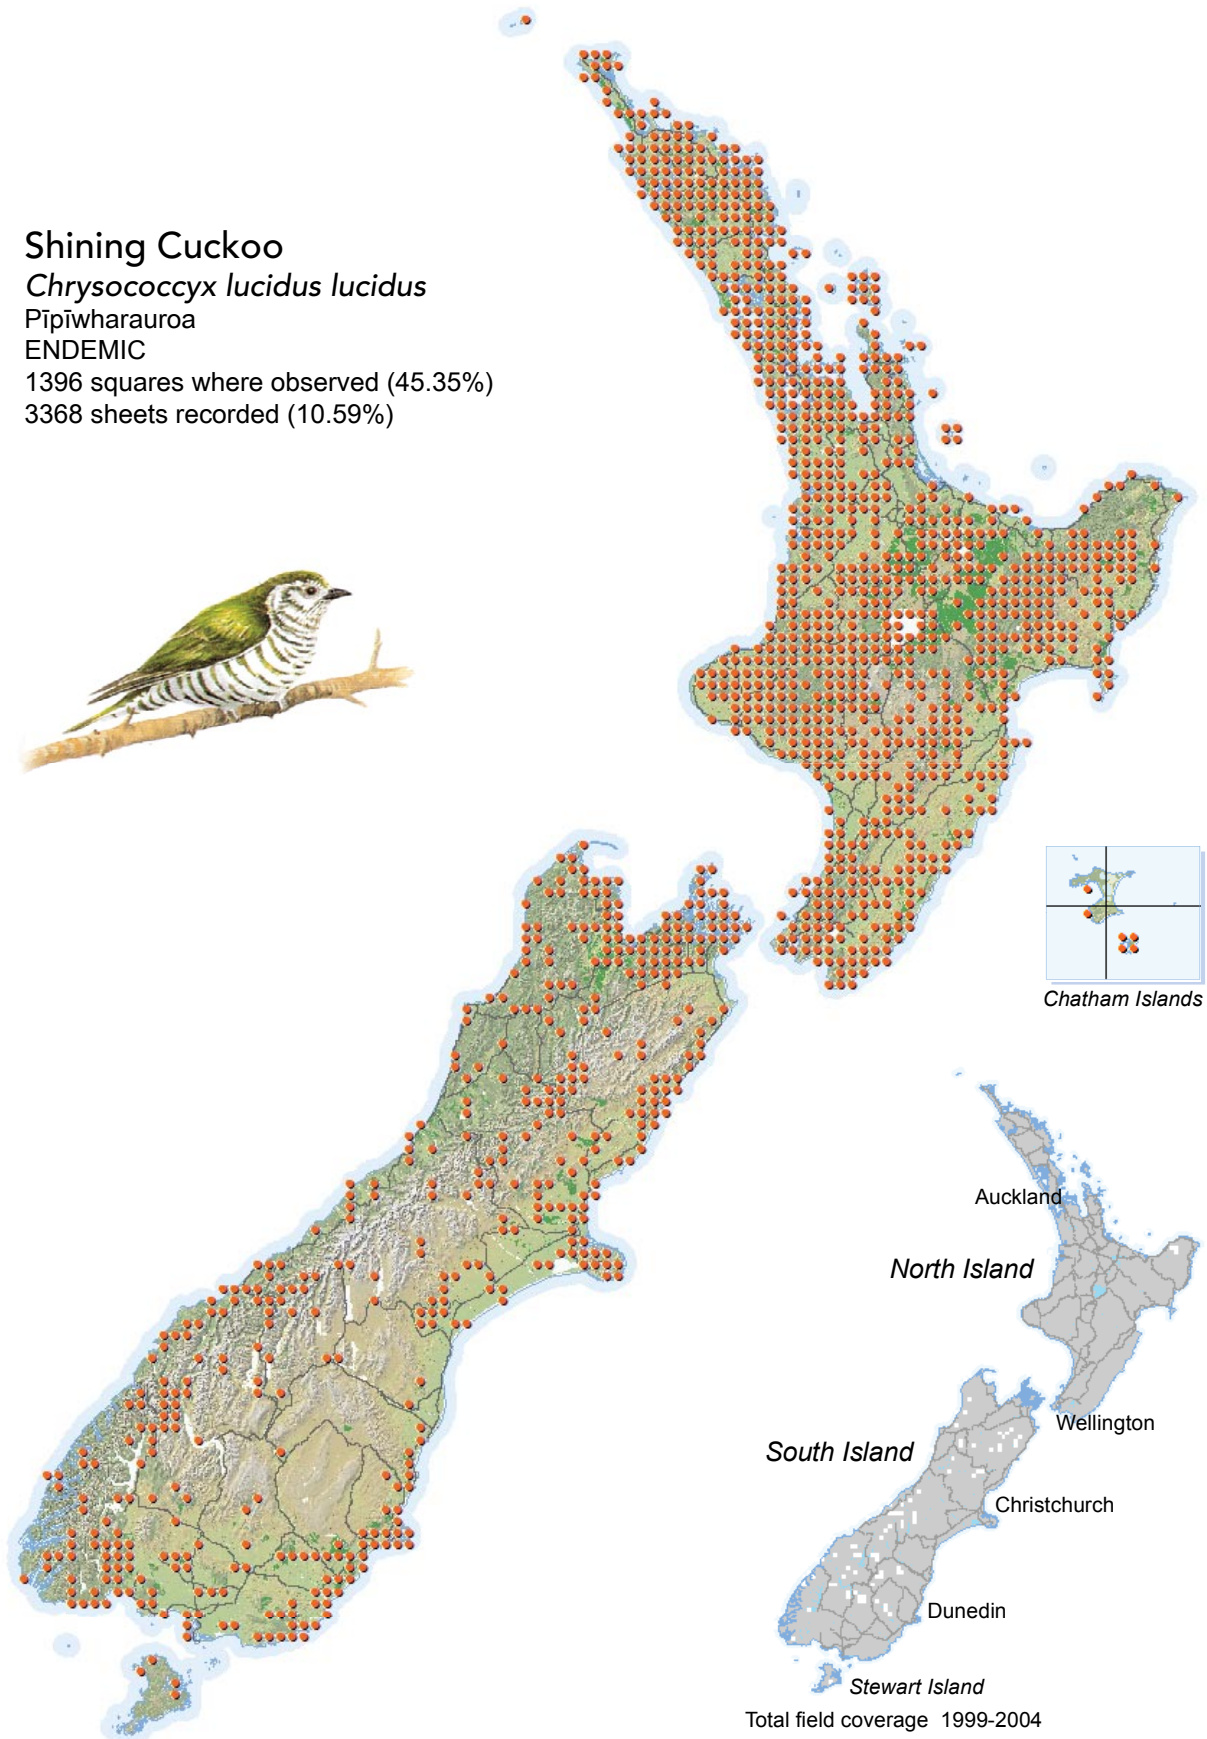 Shining Cuckoo
Chrysococcyx lucidus lucidus
Pīpīwharauroa
ENDEMIC
1396 squares where observed (45.35%)
3368 sheets recorded (10.59%)
Chatham Islands
Auckland
North Island
Wellington
South Island
Christchurch
Dunedin
Stewart Island
Total field coverage 1999-2004